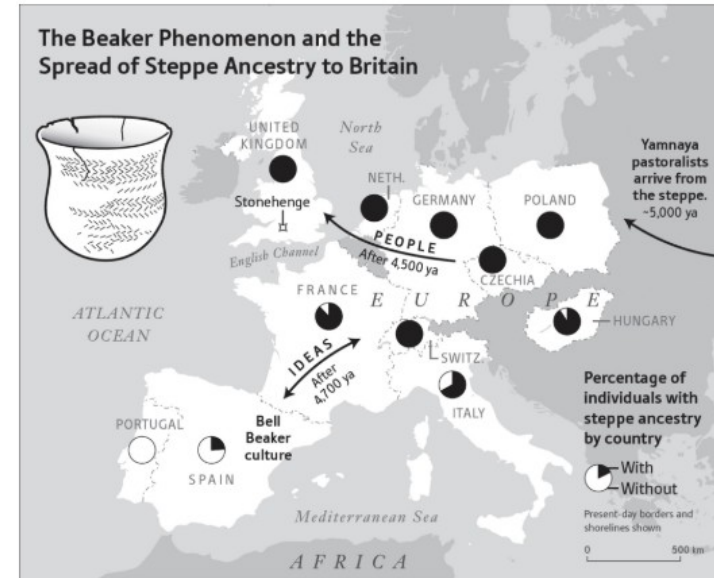 The Beaker Phenomenon and the
Spread of Steppe Ancestry to Britain
UNITED
KINGDOM
North
Sea
Yamnaya
pastoralists
arrive from
the steppe.
~5,000 ya
NETH.
GERMANY
POLAND
Stonehenge
PEOPLE
After 4,500 ya
English Channel
CZECHIA
FRANCE
EUROPE
ATLANTIC
OCEAN
HUNGARY
IDEAS
After
4,700 ya
SWITZ.
ITALY
Percentage of
individuals with
steppe ancestry
by country
With
Without
PORTUGAL
Bell
Beaker
culture
SPAIN
Present-day borders and
shorelines shown
Mediterranean Sea
0 500 km
AFRICA